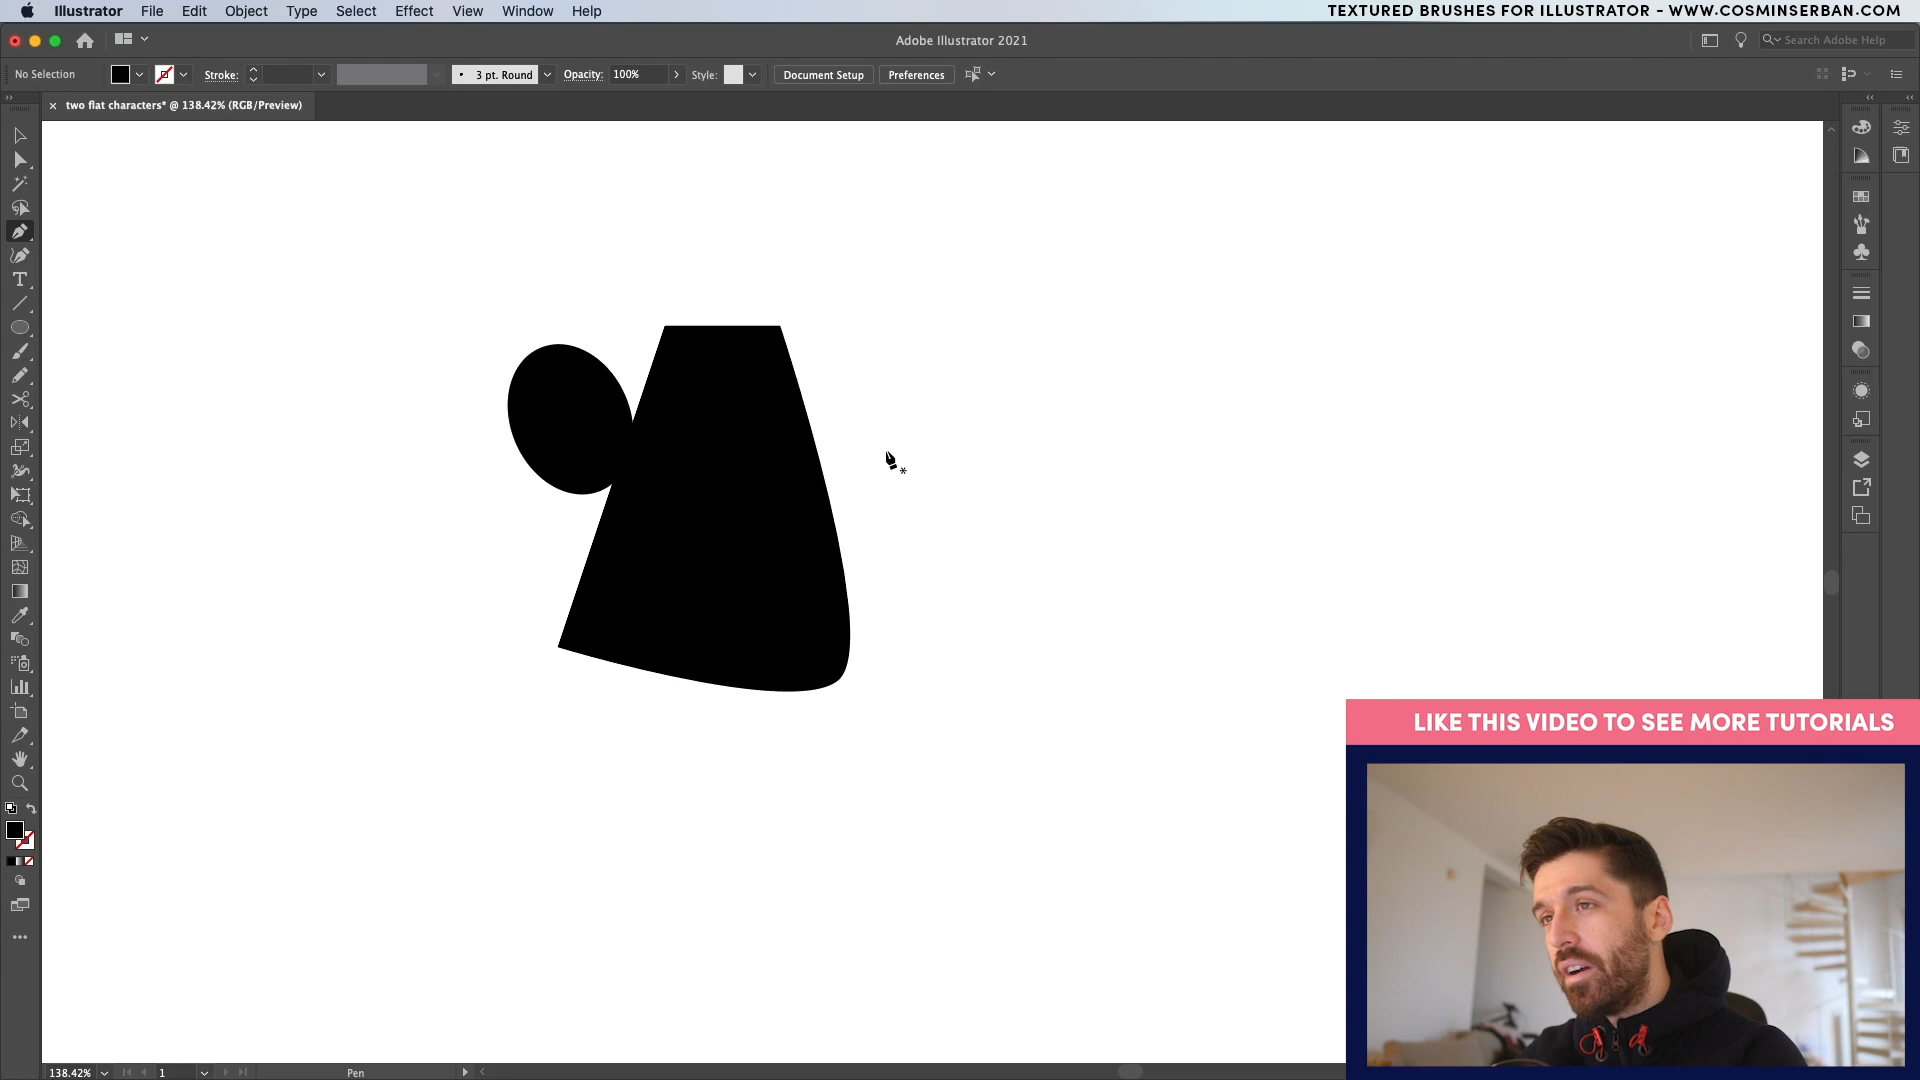 Illustrator File Edit Object Type Select Effect View Window Help
TEXTURED BRUSHES FOR ILLUSTRATOR - WWW.COSMINSERBAN.COM
Adobe Illustrator 2021
Search Adobe Help
No Selection
Stroke:
3 pt. Round
Opacity: 100%
Style:
Document Setup
Preferences
two flat characters* @ 138.42% (RGB/Preview)
LIKE THIS VIDEO TO SEE MORE TUTORIALS
138.42%
1
Pen